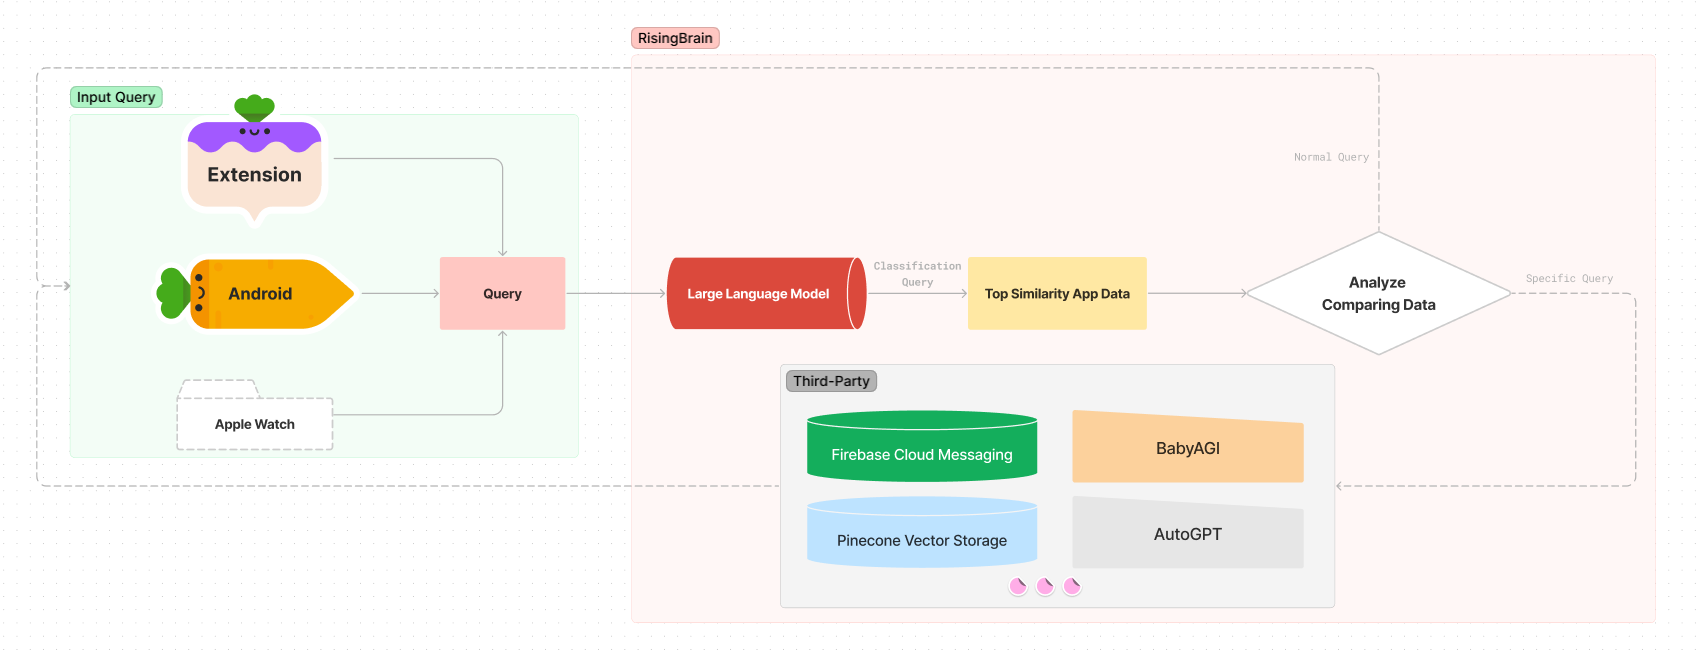 RisingBrain
Input Query
Extension
Normal Query
Android
Query
Large Language Model
Classification
Query
Top Similarity App Data
Analyze
Comparing Data
Specific Query
Apple Watch
Third-Party
Firebase Cloud Messaging
BabyAGI
Pinecone Vector Storage
AutoGPT